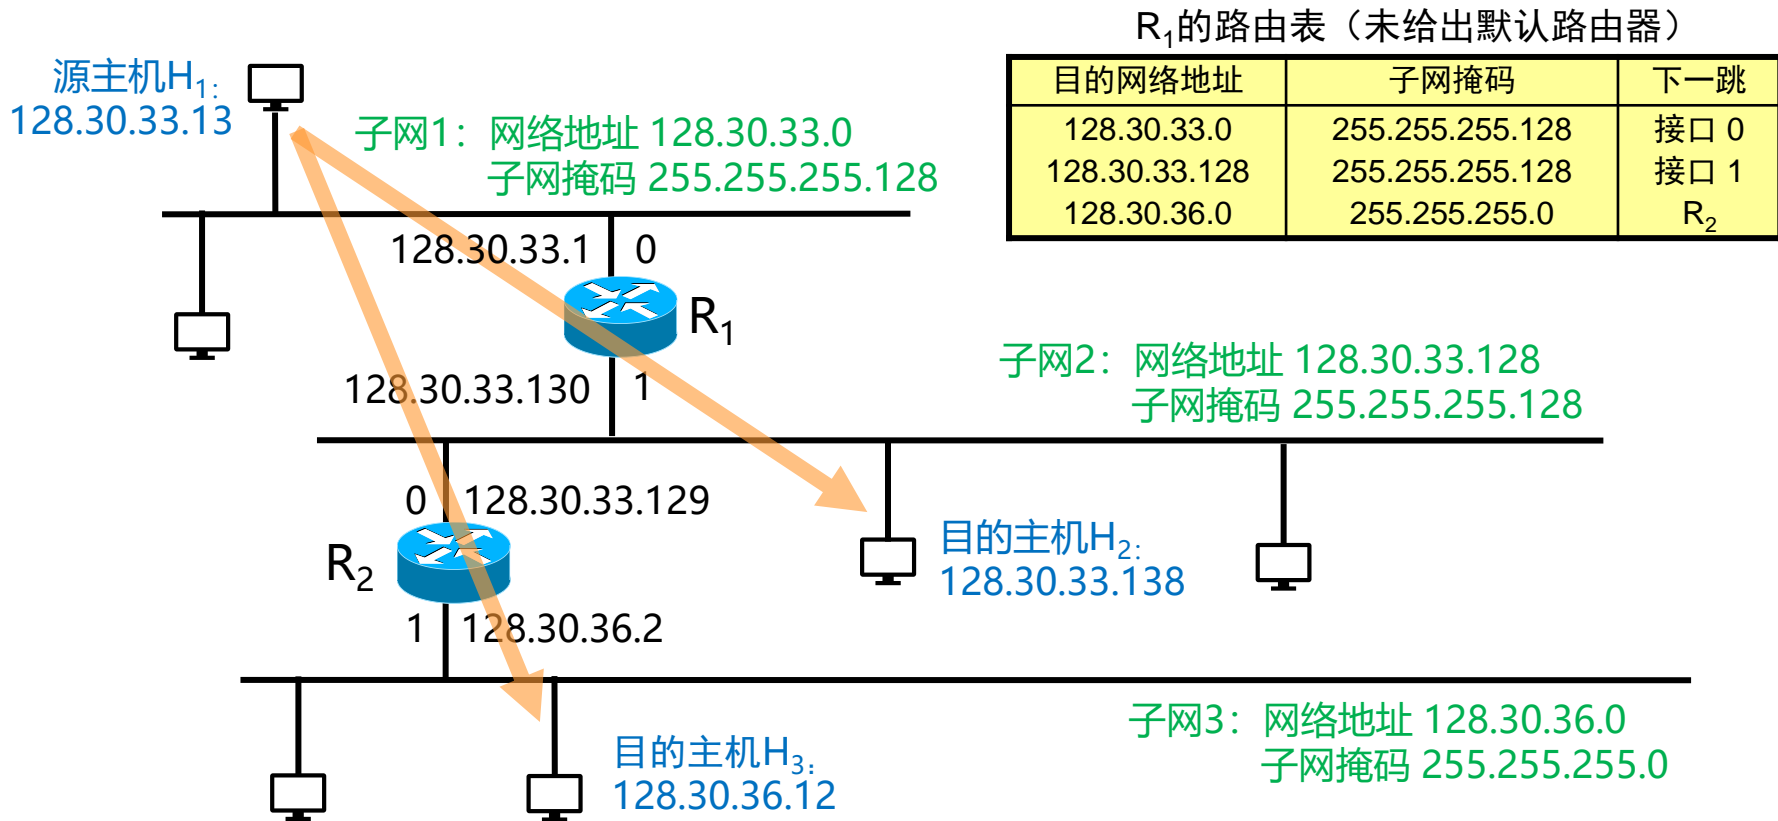 R1的路由表（未给出默认路由器）
目的网络地址 子网掩码 下一跳
128.30.33.0 255.255.255.128 接口 0
128.30.33.128 255.255.255.128 接口 1
128.30.36.0 255.255.255.0 R2
源主机H1:
128.30.33.13
子网1：网络地址 128.30.33.0
子网掩码 255.255.255.128
128.30.33.1 0
R1
128.30.33.130 1
子网2：网络地址 128.30.33.128
子网掩码 255.255.255.128
0 128.30.33.129
R2
目的主机H2:
128.30.33.138
1 128.30.36.2
子网3：网络地址 128.30.36.0
子网掩码 255.255.255.0
目的主机H3:
128.30.36.12